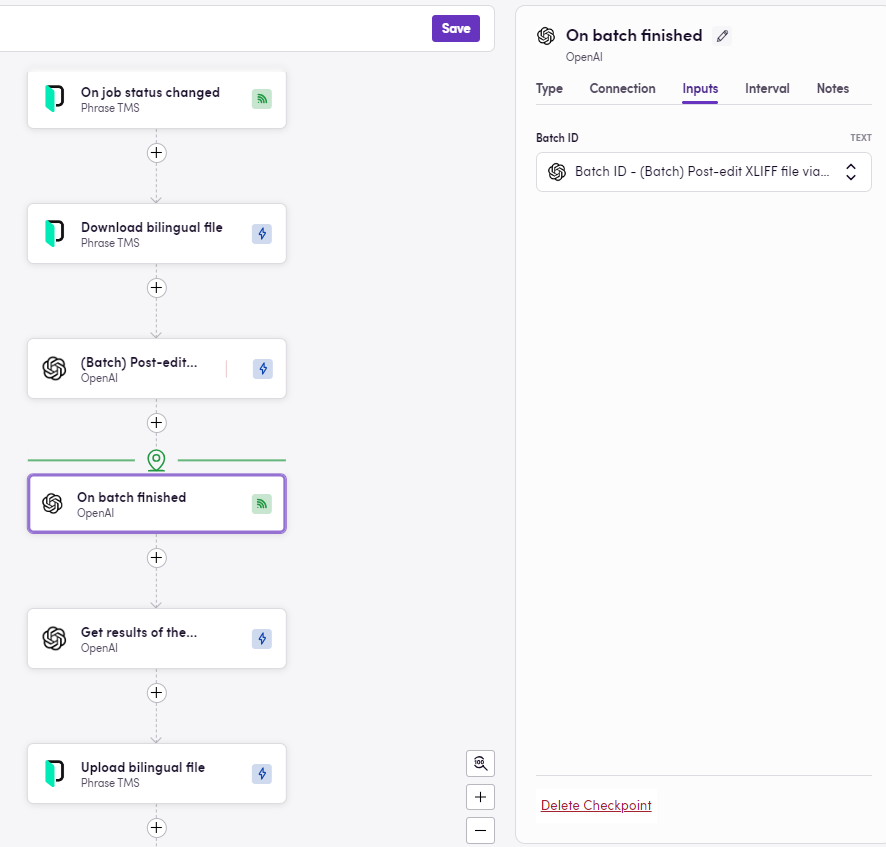 Save
On job status changed
Phrase TMS
Download bilingual file
Phrase TMS
(Batch) Post-edit...
OpenAI
On batch finished
OpenAI
Get results of the...
OpenAI
Upload bilingual file
Phrase TMS
On batch finished
OpenAI
Type Connection Inputs Interval Notes
Batch ID TEXT
Batch ID - (Batch) Post-edit XLIFF file via...
Delete Checkpoint